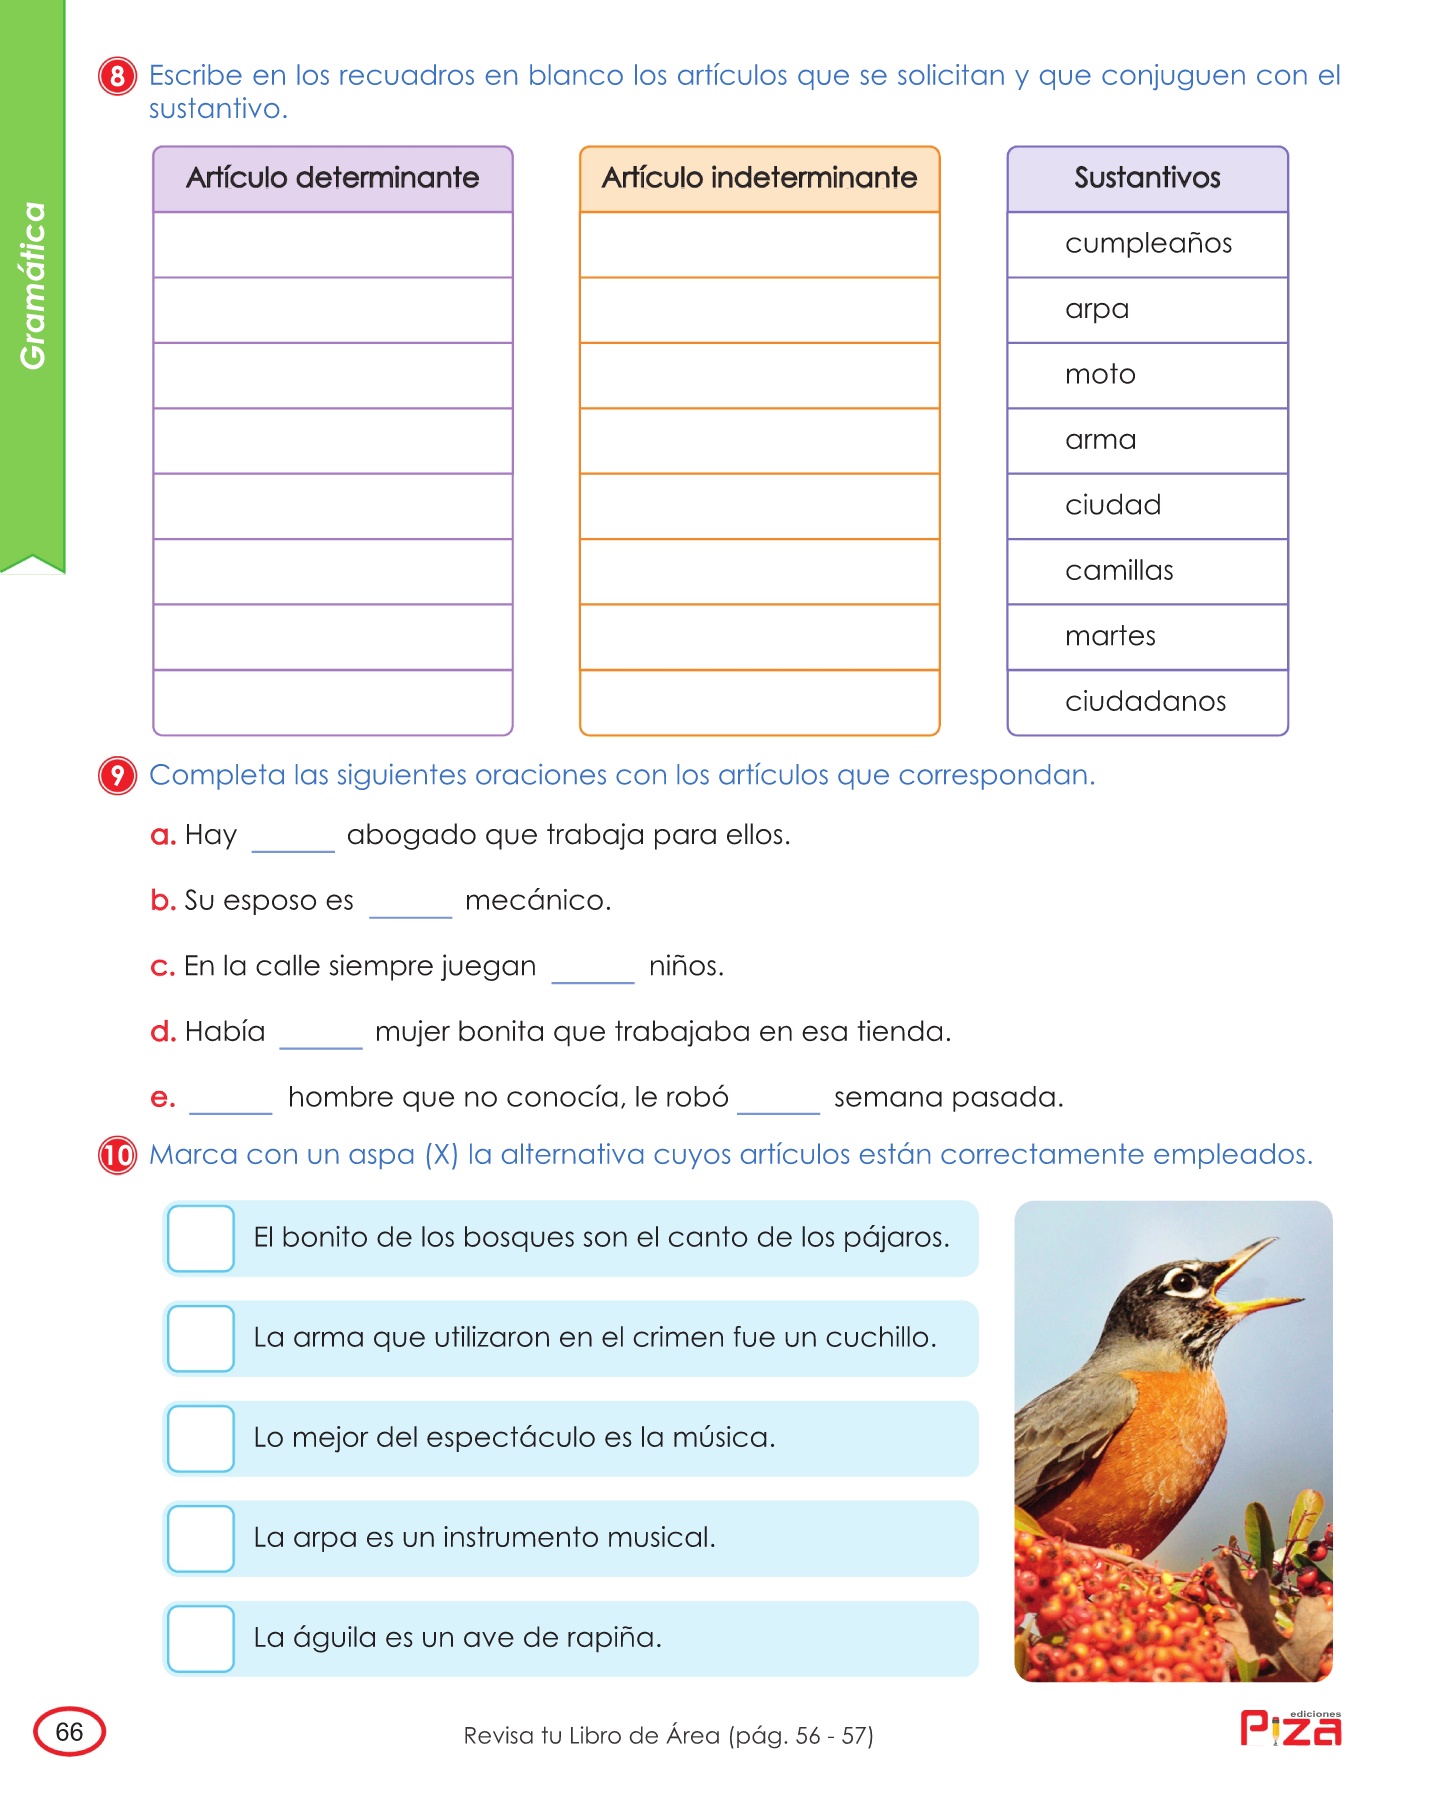 Gramática
8 Escribe en los recuadros en blanco los artículos que se solicitan y que conjuguen con el
sustantivo.
Artículo determinante
Artículo indeterminante
Sustantivos
cumpleaños
arpa
moto
arma
ciudad
camillas
martes
ciudadanos
9 Completa las siguientes oraciones con los artículos que correspondan.
a. Hay ______ abogado que trabaja para ellos.
b. Su esposo es ______ mecánico.
c. En la calle siempre juegan ______ niños.
d. Había ______ mujer bonita que trabajaba en esa tienda.
e. ______ hombre que no conocía, le robó ______ semana pasada.
10 Marca con un aspa (X) la alternativa cuyos artículos están correctamente empleados.
El bonito de los bosques son el canto de los pájaros.
La arma que utilizaron en el crimen fue un cuchillo.
Lo mejor del espectáculo es la música.
La arpa es un instrumento musical.
La águila es un ave de rapiña.
66
Revisa tu Libro de Área (pág. 56 - 57)
ediciones
Piza